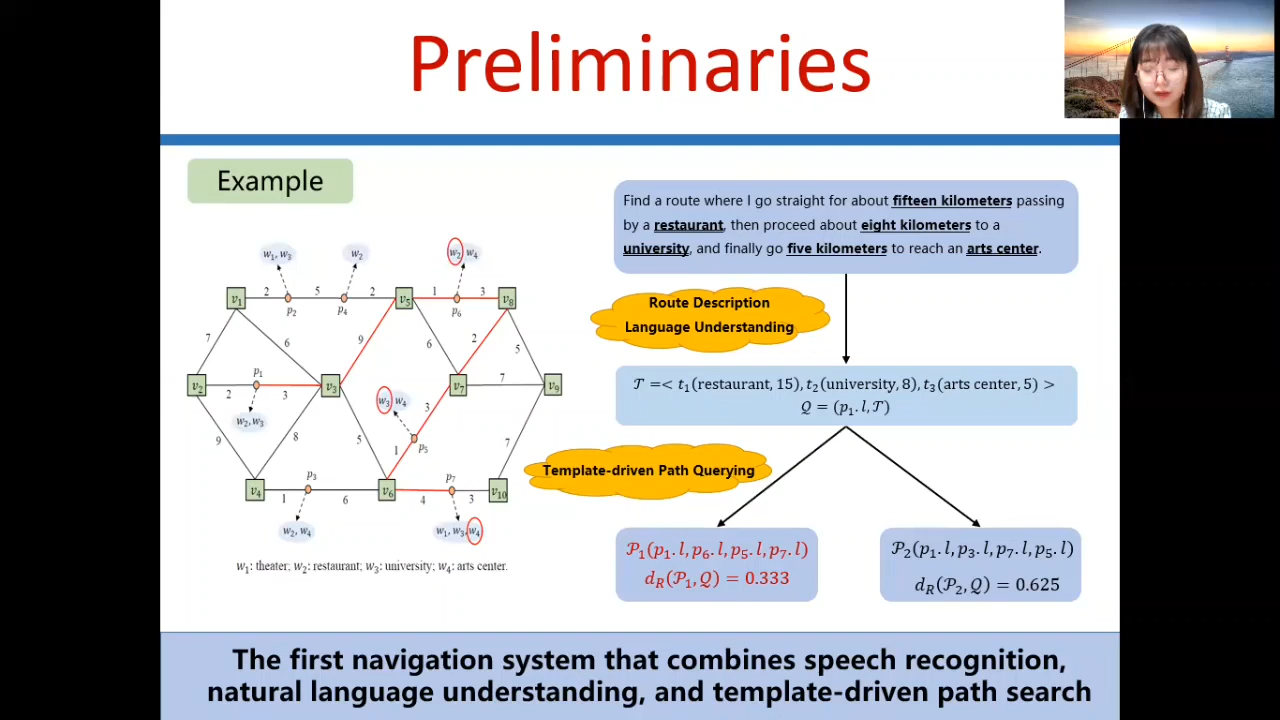 Preliminaries
Example
Find a route where I go straight for about fifteen kilometers passing
by a restaurant, then proceed about eight kilometers to a
university, and finally go five kilometers to reach an arts center.
w₁, w₃
w₂
w₂ w₄
v₁ 2 5 2 v₅ 1 3 v₈
p₂ p₄ p₆
7 6 9 6 2 5
p₁
v₂ 2 3 v₃ v₇ 7 v₉
w₃ w₄
w₂, w₃
3
9 8 5 1 p₅ 7
p₃ p₇
v₄ 1 6 v₆ 4 3 v₁₀
w₂, w₄ w₁, w₃, w₄
w₁: theater; w₂: restaurant; w₃: university; w₄: arts center.
Route Description
Language Understanding
𝒯 =< t₁(restaurant, 15), t₂(university, 8), t₃(arts center, 5) >
Q = (p₁. l, 𝒯)
Template-driven Path Querying
𝒫₁(p₁. l, p₆. l, p₅. l, p₇. l)
d_R(𝒫₁, Q) = 0.333
𝒫₂(p₁. l, p₃. l, p₇. l, p₅. l)
d_R(𝒫₂, Q) = 0.625
The first navigation system that combines speech recognition,
natural language understanding, and template-driven path search